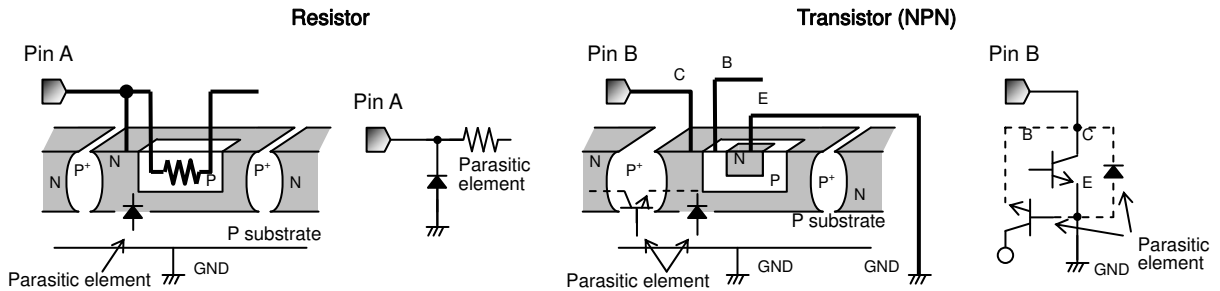 Resistor
Transistor (NPN)
Pin A
Pin A
N
N
P+
P
P+
N
Parasitic
element
P substrate
Parasitic element
GND
Pin B
C
B
E
N
P+
N
P
P+
N
P substrate
Parasitic element
GND
GND
Pin B
B
C
E
Parasitic
element
GND